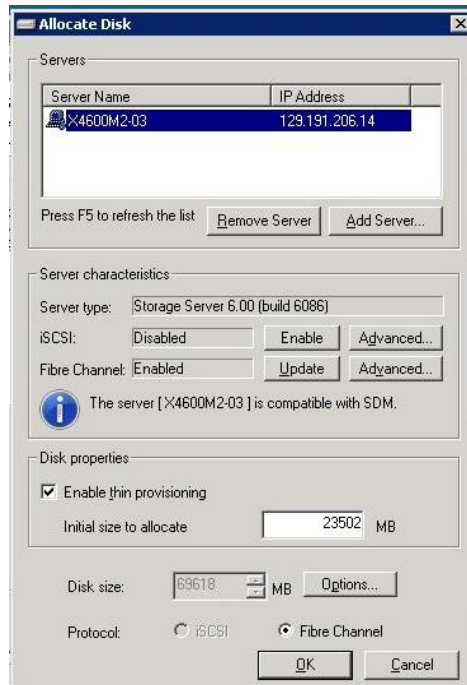 Allocate Disk
Servers
Server Name IP Address
X4600M2-03 129.191.206.14
Press F5 to refresh the list Remove Server Add Server...
Server characteristics
Server type: Storage Server 6.00 (build 6086)
iSCSI: Disabled Enable Advanced...
Fibre Channel: Enabled Update Advanced...
The server [ X4600M2-03 ] is compatible with SDM.
Disk properties
Enable thin provisioning
Initial size to allocate 23502 MB
Disk size: 69618 MB Options...
Protocol: iSCSI Fibre Channel
OK Cancel